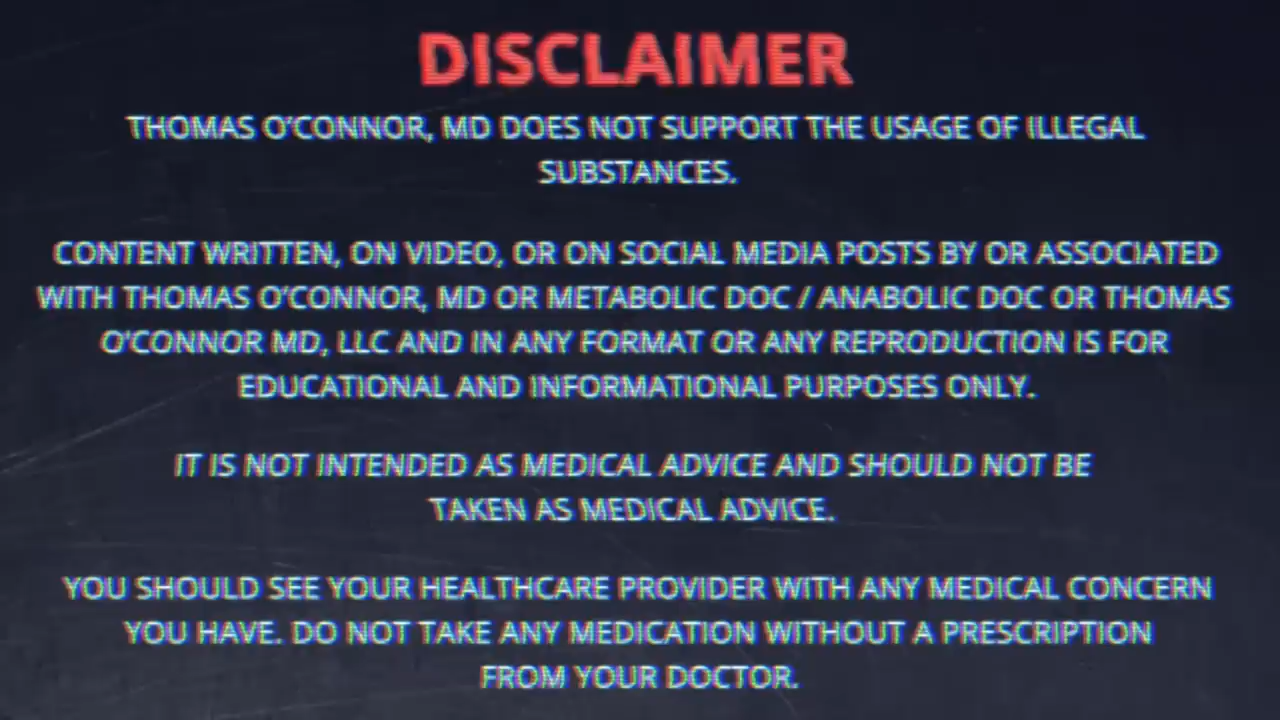 DISCLAIMER
THOMAS O'CONNOR, MD DOES NOT SUPPORT THE USAGE OF ILLEGAL
SUBSTANCES.
CONTENT WRITTEN, ON VIDEO, OR ON SOCIAL MEDIA POSTS BY OR ASSOCIATED
WITH THOMAS O'CONNOR, MD OR METABOLIC DOC / ANABOLIC DOC OR THOMAS
O'CONNOR MD, LLC AND IN ANY FORMAT OR ANY REPRODUCTION IS FOR
EDUCATIONAL AND INFORMATIONAL PURPOSES ONLY.
IT IS NOT INTENDED AS MEDICAL ADVICE AND SHOULD NOT BE
TAKEN AS MEDICAL ADVICE.
YOU SHOULD SEE YOUR HEALTHCARE PROVIDER WITH ANY MEDICAL CONCERN
YOU HAVE. DO NOT TAKE ANY MEDICATION WITHOUT A PRESCRIPTION
FROM YOUR DOCTOR.